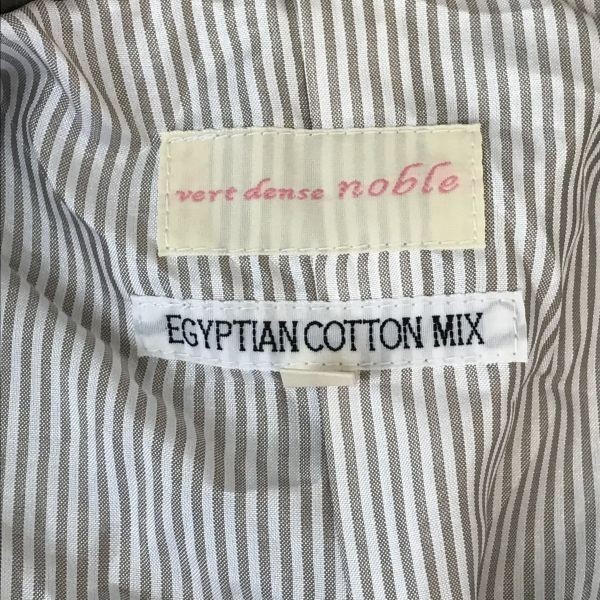 vert dense noble
EGYPTIAN COTTON MIX